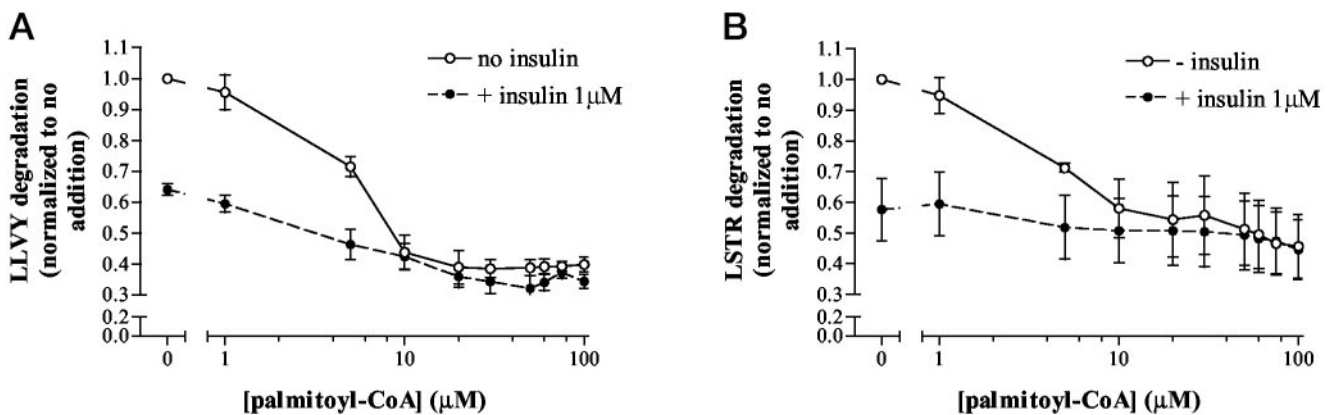 A
LLVY degradation
(normalized to no
addition)
1.1
1.0
0.9
0.8
0.7
0.6
0.5
0.4
0.3
0.2
0.0
no insulin
+ insulin 1μM
0
1
10
100
[palmitoyl-CoA] (μM)
B
LSTR degradation
(normalized to no
addition)
1.1
1.0
0.9
0.8
0.7
0.6
0.5
0.4
0.3
0.2
0.0
- insulin
+ insulin 1μM
0
1
10
100
[palmitoyl-CoA] (μM)